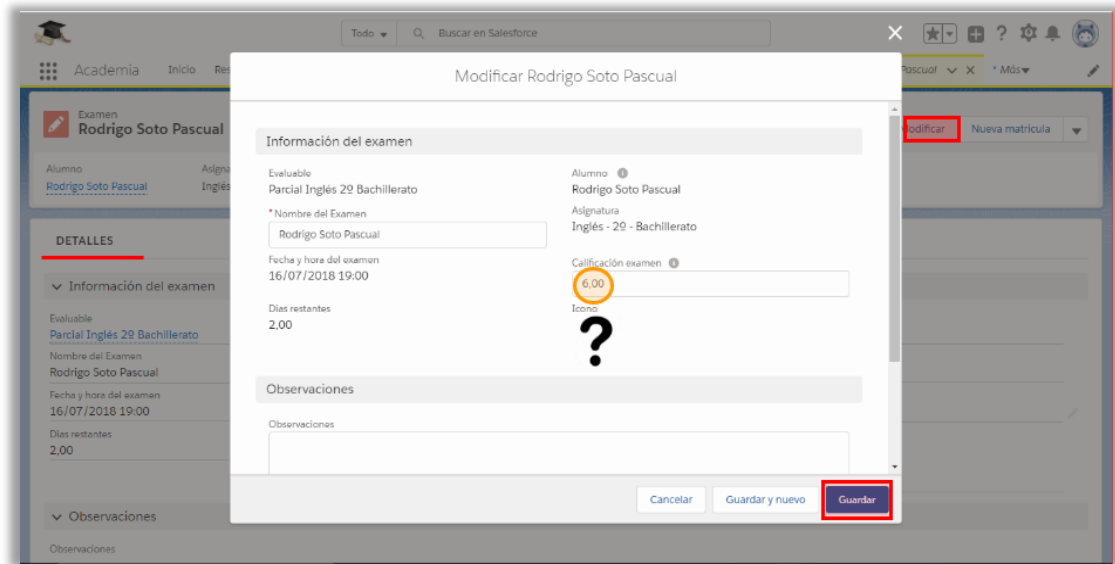 Todo
Buscar en Salesforce
?
Academia
Inicio
Res
Pascual
* Más
Modificar Rodrigo Soto Pascual
Examen
Rodrigo Soto Pascual
Modificar
Nueva matricula
Alumno
Asigna
Rodrigo Soto Pascual
Inglés
DETALLES
Información del examen
Evaluable
Parcial Inglés 2º Bachillerato
Nombre del Examen
Rodrigo Soto Pascual
Fecha y hora del examen
16/07/2018 19:00
Días restantes
2,00
Observaciones
Observaciones
Información del examen
Evaluable
Parcial Inglés 2º Bachillerato
Alumno
Rodrigo Soto Pascual
* Nombre del Examen
Rodrigo Soto Pascual
Asignatura
Inglés - 2º - Bachillerato
Fecha y hora del examen
16/07/2018 19:00
Calificación examen
6,00
Días restantes
2,00
Icono
?
Observaciones
Observaciones
Cancelar
Guardar y nuevo
Guardar